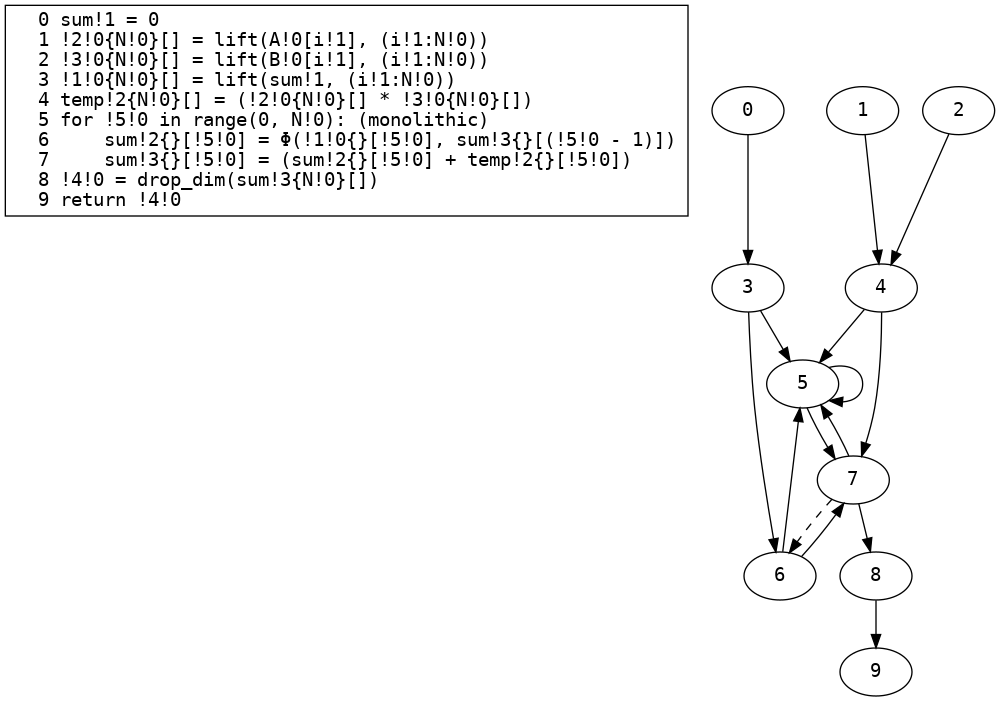 0 sum!1 = 0
1 !2!0{N!0}[] = lift(A!0[i!1], (i!1:N!0))
2 !3!0{N!0}[] = lift(B!0[i!1], (i!1:N!0))
3 !1!0{N!0}[] = lift(sum!1, (i!1:N!0))
4 temp!2{N!0}[] = (!2!0{N!0}[] * !3!0{N!0}[])
5 for !5!0 in range(0, N!0): (monolithic)
6     sum!2{}[!5!0] = Φ(!1!0{}[!5!0], sum!3{}[(!5!0 - 1)])
7     sum!3{}[!5!0] = (sum!2{}[!5!0] + temp!2{}[!5!0])
8 !4!0 = drop_dim(sum!3{N!0}[])
9 return !4!0
0
1
2
3
4
5
7
6
8
9